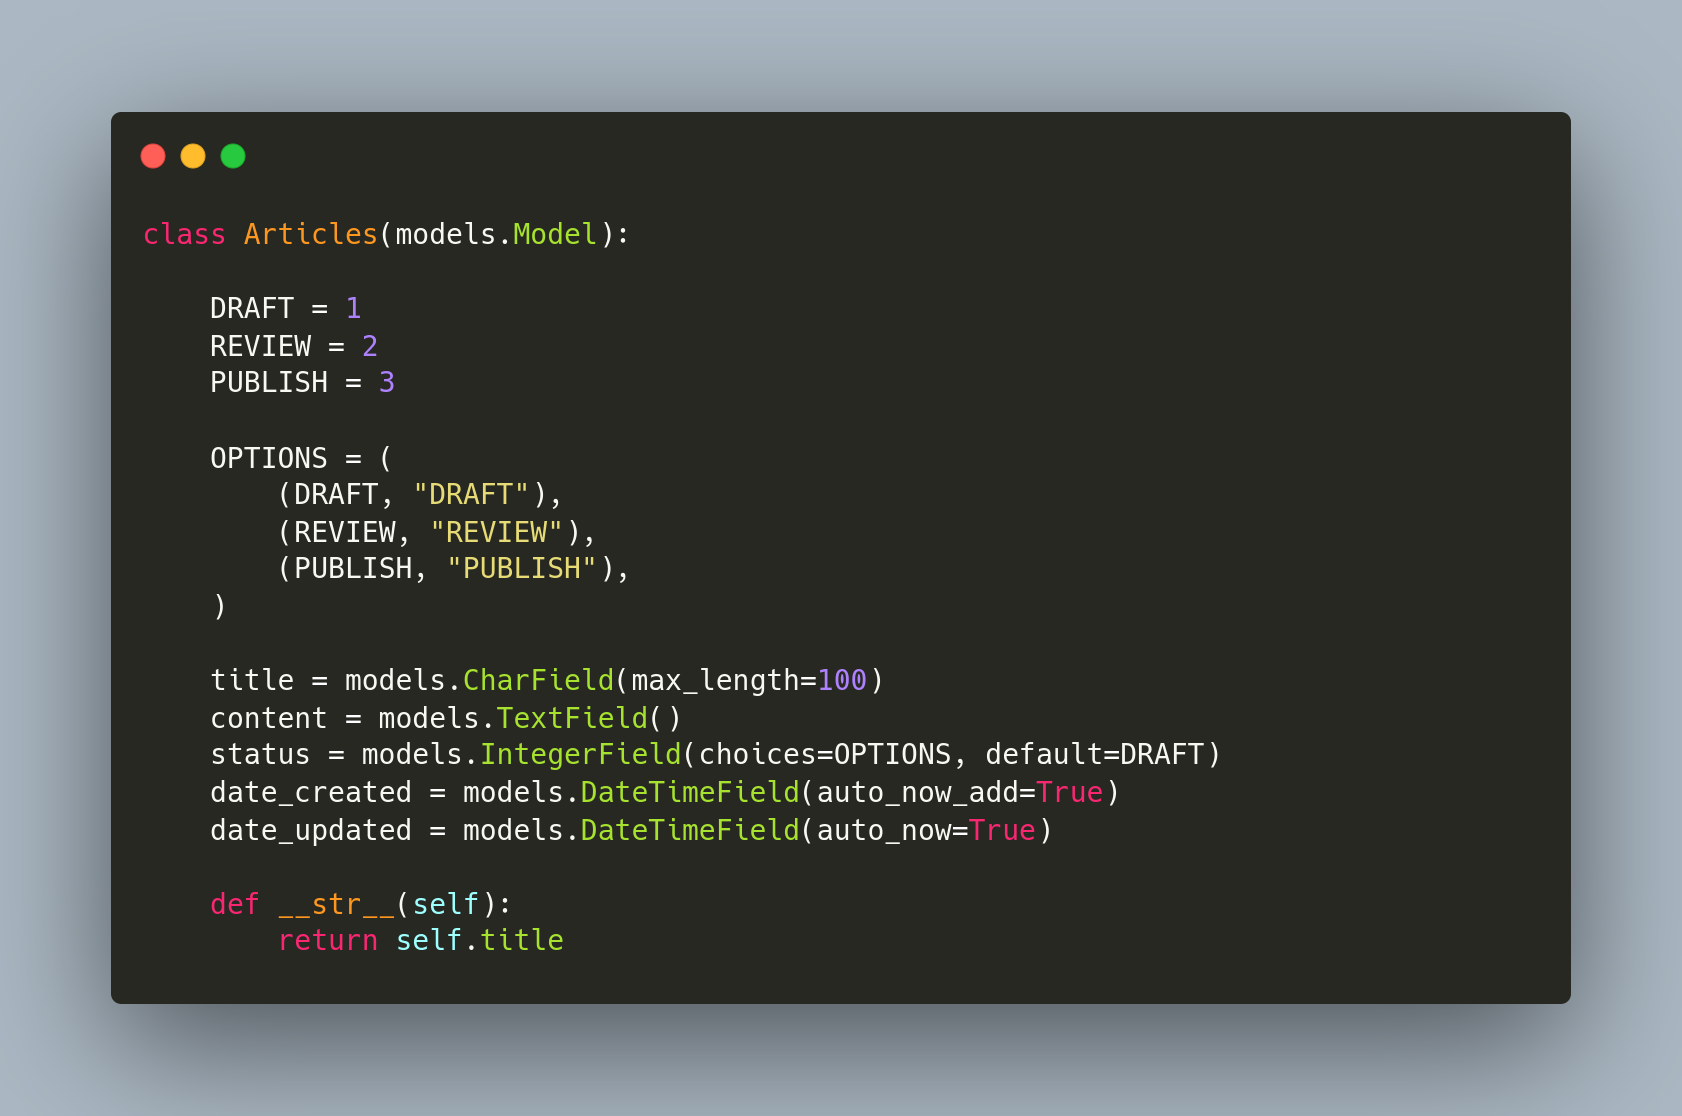 class Articles(models.Model):

    DRAFT = 1
    REVIEW = 2
    PUBLISH = 3

    OPTIONS = (
        (DRAFT, "DRAFT"),
        (REVIEW, "REVIEW"),
        (PUBLISH, "PUBLISH"),
    )

    title = models.CharField(max_length=100)
    content = models.TextField()
    status = models.IntegerField(choices=OPTIONS, default=DRAFT)
    date_created = models.DateTimeField(auto_now_add=True)
    date_updated = models.DateTimeField(auto_now=True)

    def __str__(self):
        return self.title